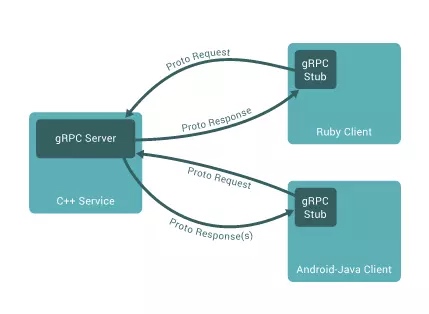 Proto Request
gRPC
Stub
Proto Response
Ruby Client
gRPC Server
C++ Service
Proto Request
gRPC
Stub
Proto Response(s)
Android-Java Client